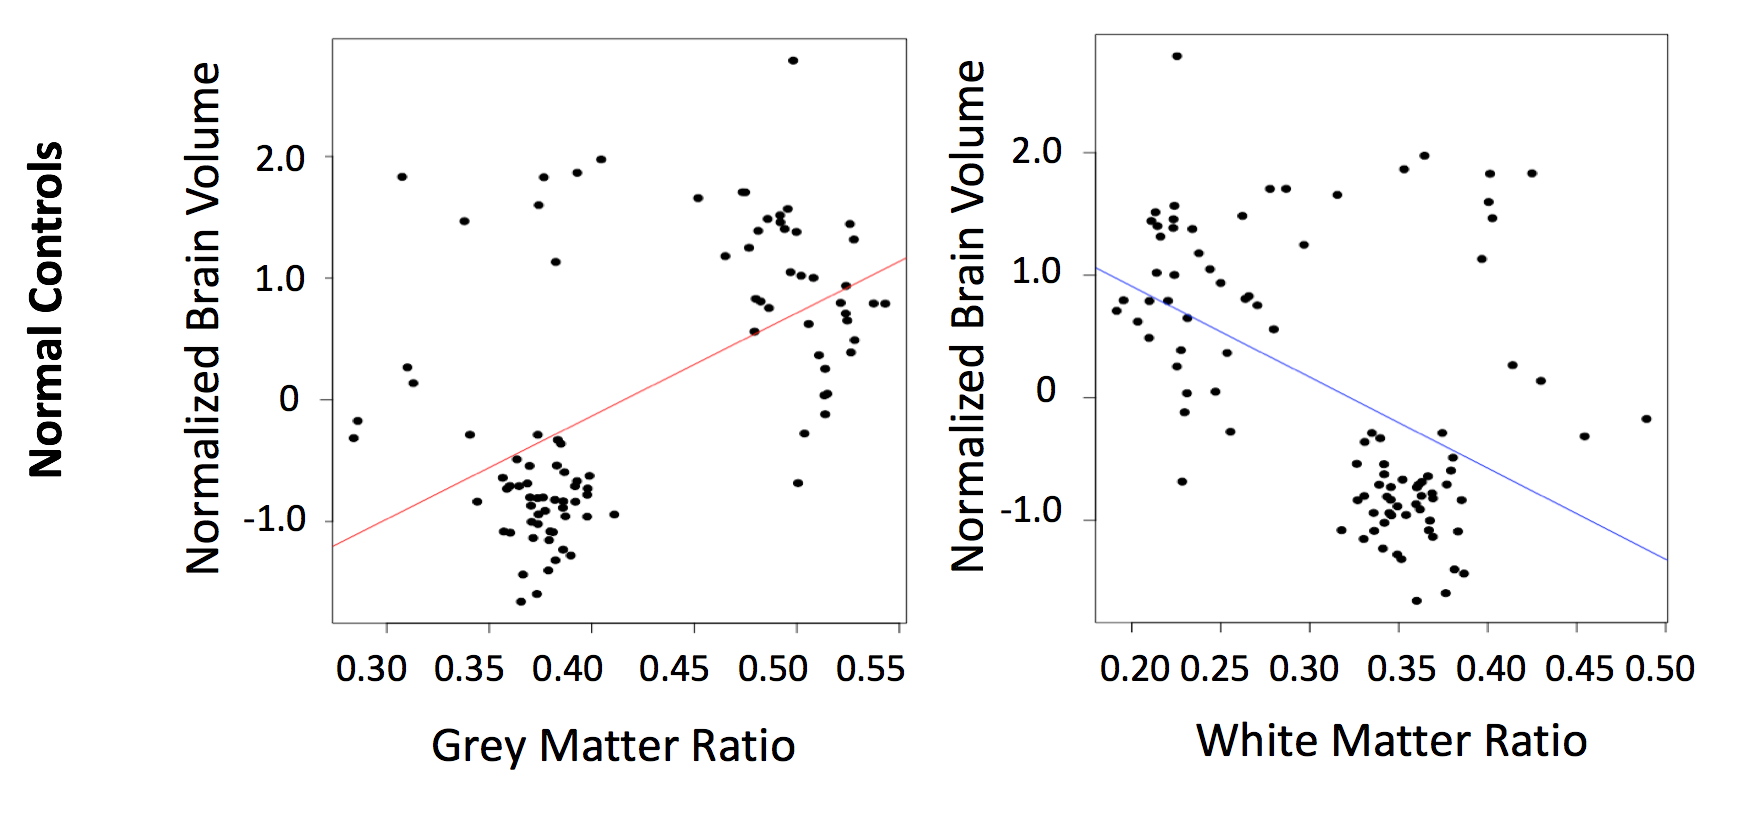 Normal Controls
Normalized Brain Volume
2.0
1.0
0
-1.0
0.30 0.35 0.40 0.45 0.50 0.55
Grey Matter Ratio
Normalized Brain Volume
2.0
1.0
0
-1.0
0.20 0.25 0.30 0.35 0.40 0.45 0.50
White Matter Ratio